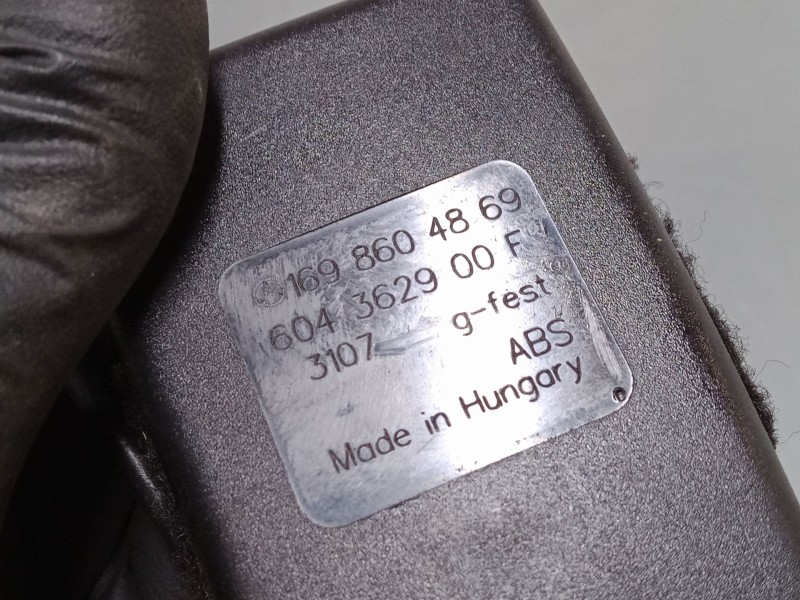 169 860 48 69
604 3629 00 F
3107 g-fest
ABS
Made in Hungary